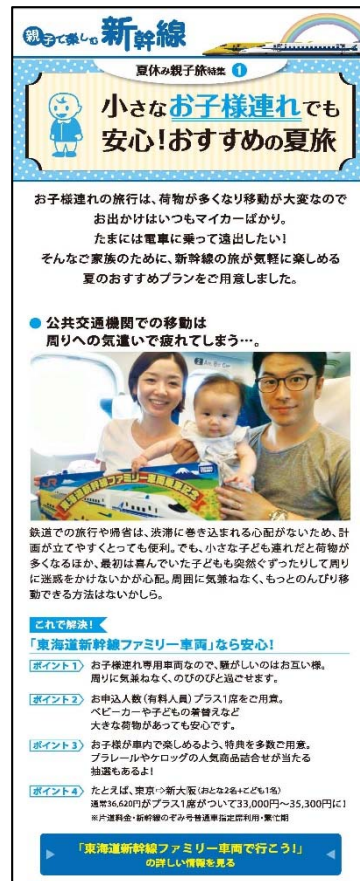 親子で楽しむ 新幹線
夏休み親子旅特集 1
小さなお子様連れでも
安心!おすすめの夏旅
お子様連れの旅行は、荷物が多くなり移動が大変なので
お出かけはいつもマイカーばかり。
たまには電車に乗って遠出したい!
そんなご家族のために、新幹線の旅が気軽に楽しめる
夏のおすすめプランをご用意しました。
● 公共交通機関での移動は
周りへの気遣いで疲れてしまう…。
東海道新幹線ファミリー車両乗車記念
鉄道での旅行や帰省は、渋滞に巻き込まれる心配がないため、計
画が立てやすくとっても便利。でも、小さな子ども連れだと荷物が
多くなるほか、最初は喜んでいた子どもも突然ぐずったりして周り
に迷惑をかけないかが心配。周囲に気兼ねなく、もっとのんびり移
動できる方法はないかしら。
これで解決!
「東海道新幹線ファミリー車両」なら安心!
ポイント1 お子様連れ専用車両なので、騒がしいのはお互い様。
周りに気兼ねなく、のびのびと過ごせます。
ポイント2 お申込人数(有料人員)プラス1席をご用意。
ベビーカーや子どもの着替えなど
大きな荷物があっても安心です。
ポイント3 お子様が車内で楽しめるよう、特典を多数ご用意。
プラレールやケロッグの人気商品詰合せが当たる
抽選もあるよ!
ポイント4 たとえば、東京⇨新大阪(おとな2名+こども1名)
通常36,620円がプラス1席がついて33,000円〜35,300円に!
※片道料金・新幹線のぞみ号普通車指定席利用・繁忙期
「東海道新幹線ファミリー車両で行こう!」
の詳しい情報を見る